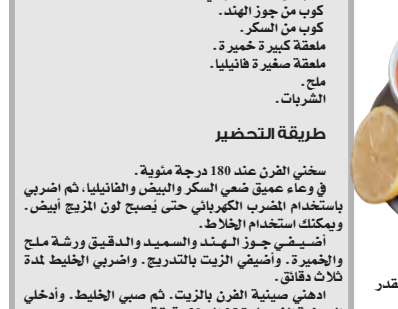 كوب من جوز الهند.
كوب من السكر.
ملعقة كبيرة خميرة.
ملعقة صغيرة فانيليا.
ملح.
الشربات.
طريقة التحضير
سخني الفرن عند 180 درجة مئوية.
في وعاء عميق ضعي السكر والبيض والفانيليا، ثم اضربي
باستخدام المضرب الكهربائي حتى يُصبح لون المزيج أبيض.
ويمكنك استخدام الخلاط.
أضيفي جوز الهند والسميد والدقيق ورشة ملح
والخميرة. وأضيفي الزيت بالتدريج. واضربي الخليط لمدة
ثلاث دقائق.
ادهني صينية الفرن بالزيت. ثم صبي الخليط. وأدخلي